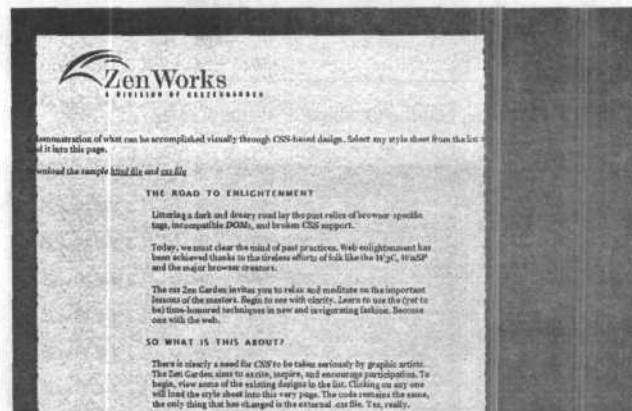 ZenWorks
A DIVISION OF CSSZENGARDEN
demonstration of what can be accomplished visually through CSS-based design. Select any style sheet from the list
d it into this page.
wnload the sample html file and css file
THE ROAD TO ENLIGHTENMENT
Littering a dark and dreary road lay the past relics of browser-specific
tags, incompatible DOMs, and broken CSS support.
Today, we must clear the mind of past practices. Web enlightenment has
been achieved thanks to the tireless efforts of folk like the W3C, WaSP
and the major browser creators.
The css Zen Garden invites you to relax and meditate on the important
lessons of the masters. Begin to see with clarity. Learn to use the (yet to
be) time-honored techniques in new and invigorating fashion. Become
one with the web.
SO WHAT IS THIS ABOUT?
There is clearly a need for CSS to be taken seriously by graphic artists.
The Zen Garden aims to excite, inspire, and encourage participation. To
begin, view some of the existing designs in the list. Clicking on any one
will load the style sheet into this very page. The code remains the same,
the only thing that has changed is the external .css file. Yes, really.